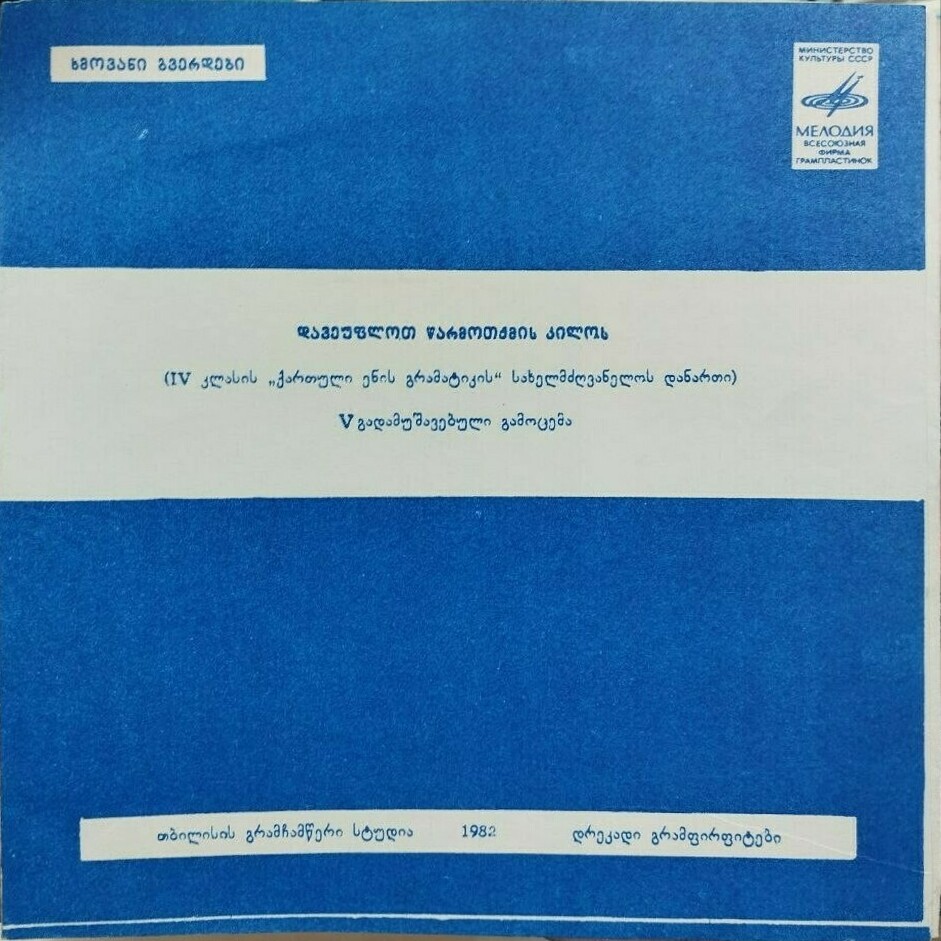 ხმოვანი გვერდები
МИНИСТЕРСТВО
КУЛЬТУРЫ СССР
МЕЛОДИЯ
ВСЕСОЮЗНАЯ
ФИРМА
ГРАМПЛАСТИНОК
დავეუფლოთ წარმოთქმის კილოს
(IV კლასის „ქართული ენის გრამატიკის“ სახელმძღვანელოს დანართი)
V გადამუშავებული გამოცემა
თბილისის გრამჩამწერი სტუდია 1982 დრეკადი გრამფირფიტები